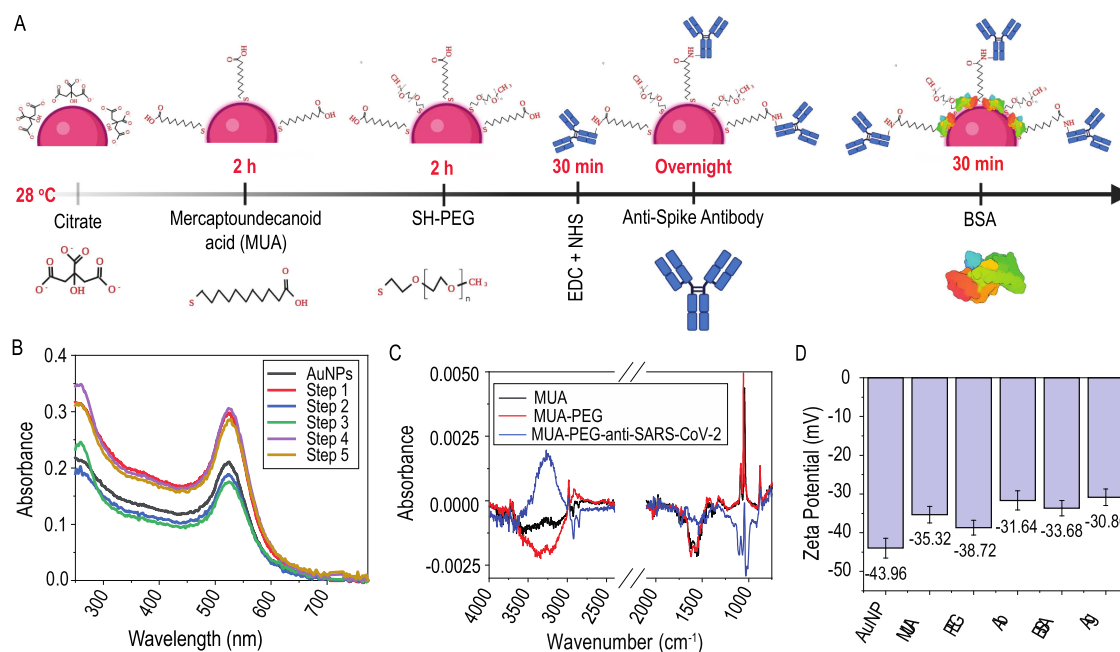 A
2 h
2 h
30 min
Overnight
30 min
28 ºC
Citrate
Mercaptoundecanoid
acid (MUA)
SH-PEG
EDC + NHS
Anti-Spike Antibody
BSA
B
AuNPs
Step 1
Step 2
Step 3
Step 4
Step 5
Absorbance
0.4
0.3
0.2
0.1
0.0
300
400
500
600
700
Wavelength (nm)
C
MUA
MUA-PEG
MUA-PEG-anti-SARS-CoV-2
Absorbance
0.0050
0.0025
0.0000
-0.0025
4000
3500
3000
2500
2000
1500
1000
Wavenumber (cm-1)
D
Zeta Potential (mV)
0
-10
-20
-30
-40
-50
-43.96
-35.32
-38.72
-31.64
-33.68
-30.8
AuNP
MUA
PEG
Ab
BSA
Ag